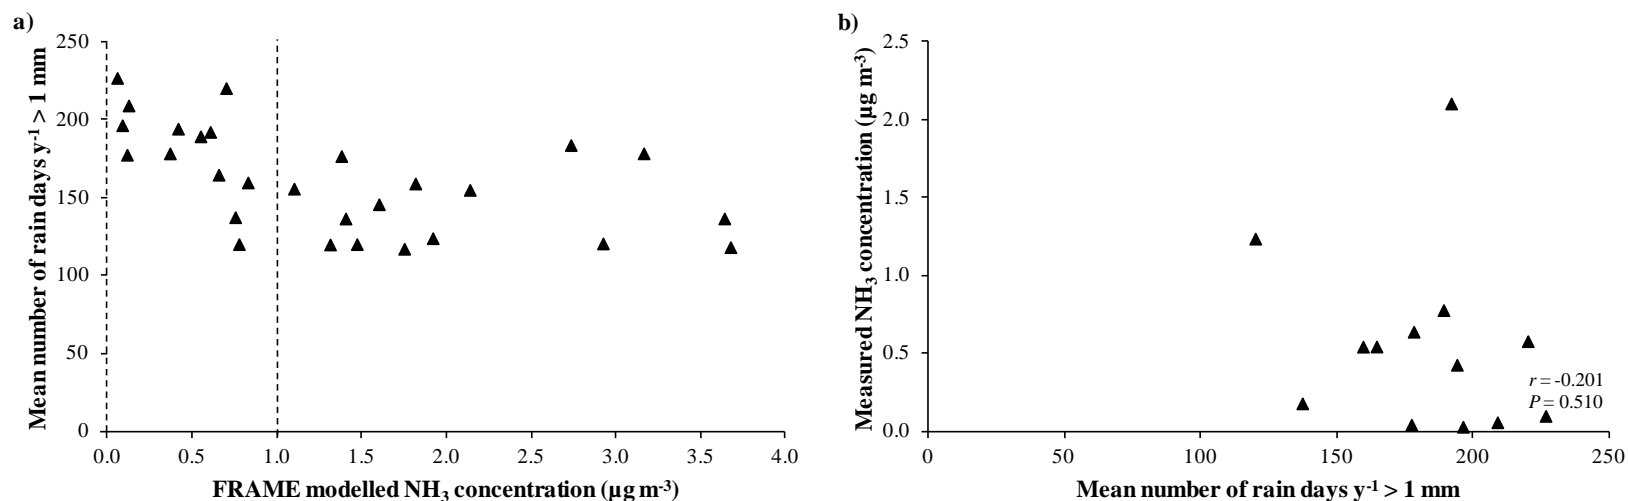 a)
Mean number of rain days y⁻¹ > 1 mm
250
200
150
100
50
0
0.0 0.5 1.0 1.5 2.0 2.5 3.0 3.5 4.0
FRAME modelled NH₃ concentration (µg m⁻³)
b)
Measured NH₃ concentration (µg m⁻³)
2.5
2.0
1.5
1.0
0.5
0.0
r = -0.201
P = 0.510
0 50 100 150 200 250
Mean number of rain days y⁻¹ > 1 mm